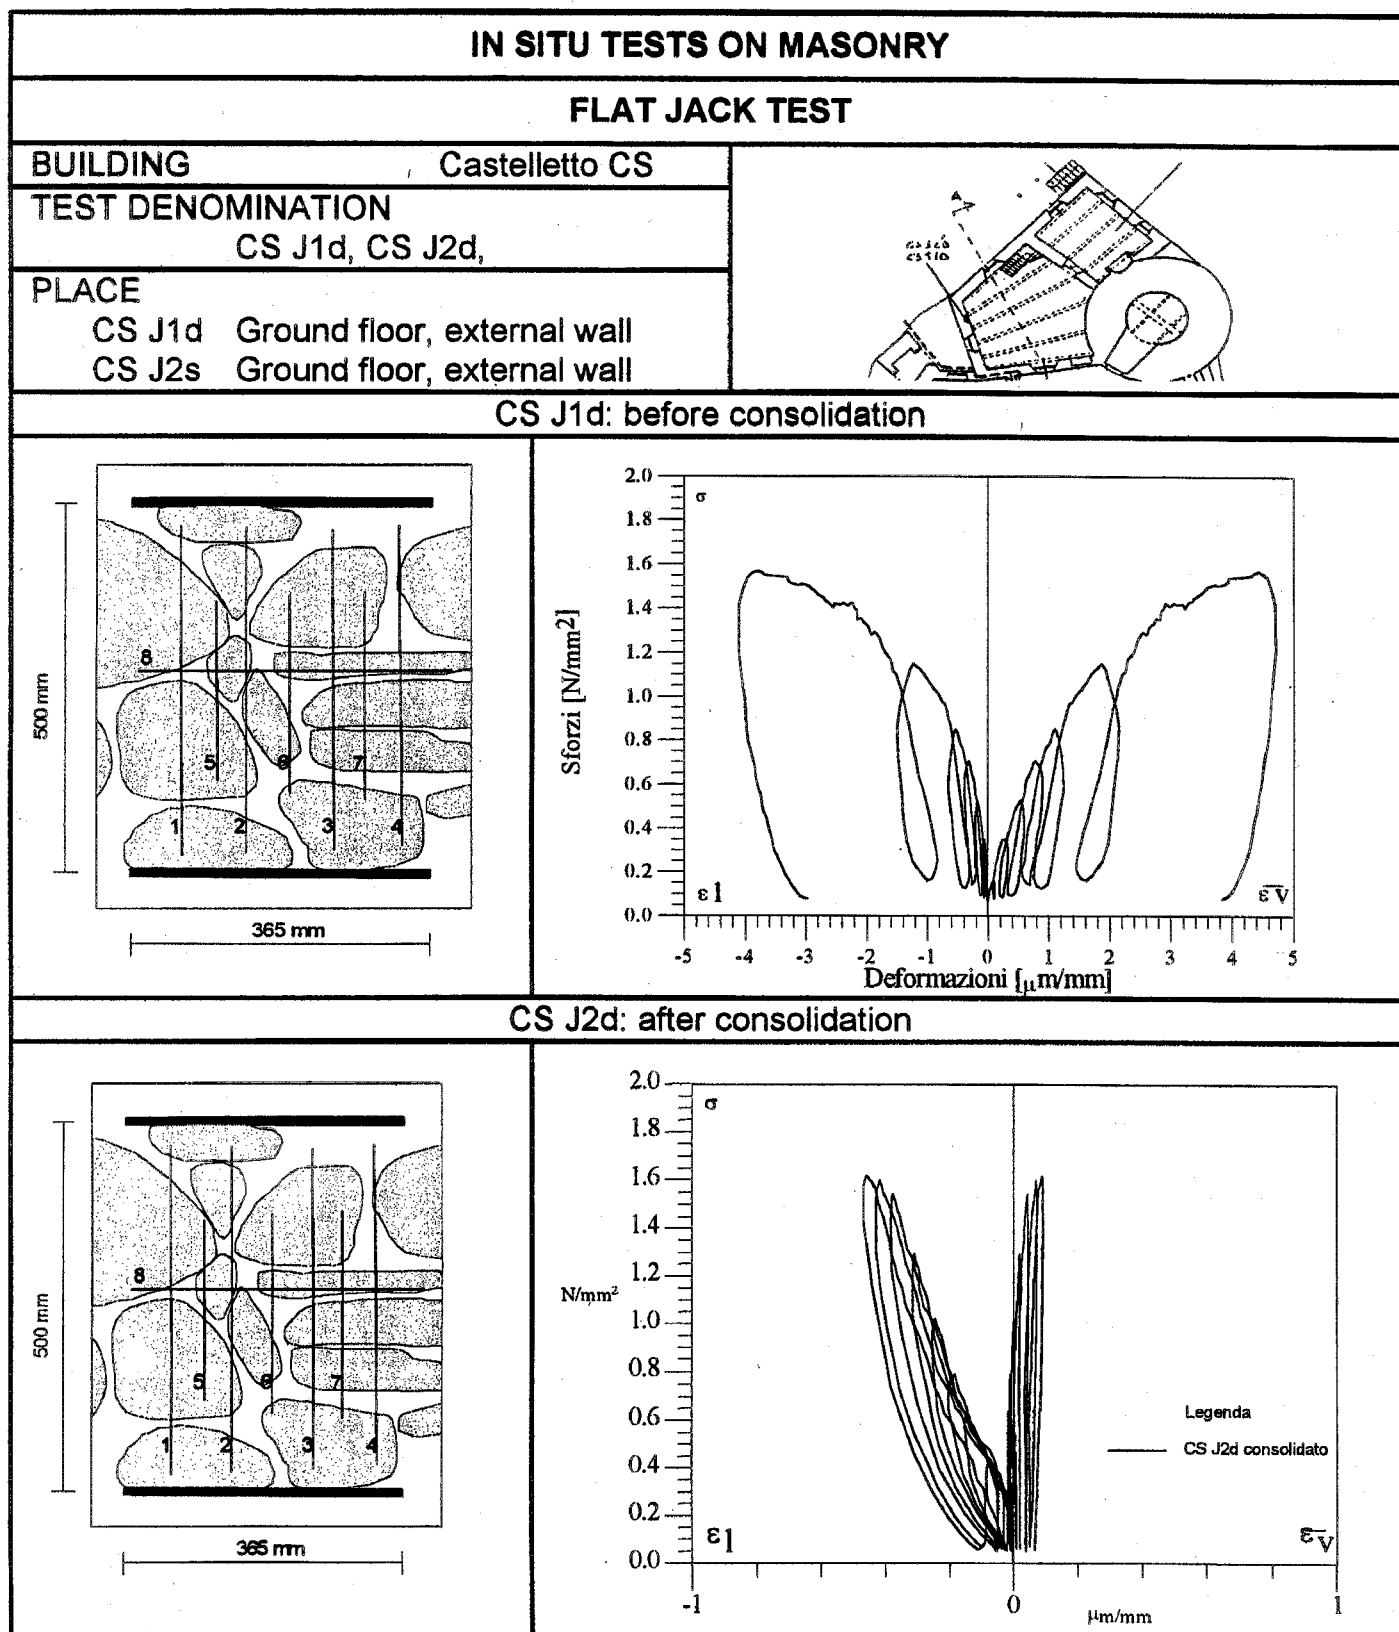 IN SITU TESTS ON MASONRY
FLAT JACK TEST
BUILDING Castelletto CS
TEST DENOMINATION
CS J1d, CS J2d,
PLACE
CS J1d Ground floor, external wall
CS J2s Ground floor, external wall
CS J1d: before consolidation
500 mm
8
5 6 7
1 2 3 4
365 mm
Sforzi [N/mm2]
2.0
1.8
1.6
1.4
1.2
1.0
0.8
0.6
0.4
0.2
0.0
σ
εl
εv
-5 -4 -3 -2 -1 0 1 2 3 4 5
Deformazioni [μm/mm]
CS J2d: after consolidation
500 mm
8
5 6 7
1 2 3 4
365 mm
N/mm²
2.0
1.8
1.6
1.4
1.2
1.0
0.8
0.6
0.4
0.2
0.0
σ
Legenda
CS J2d consolidato
εl
εv
-1 0 1
μm/mm